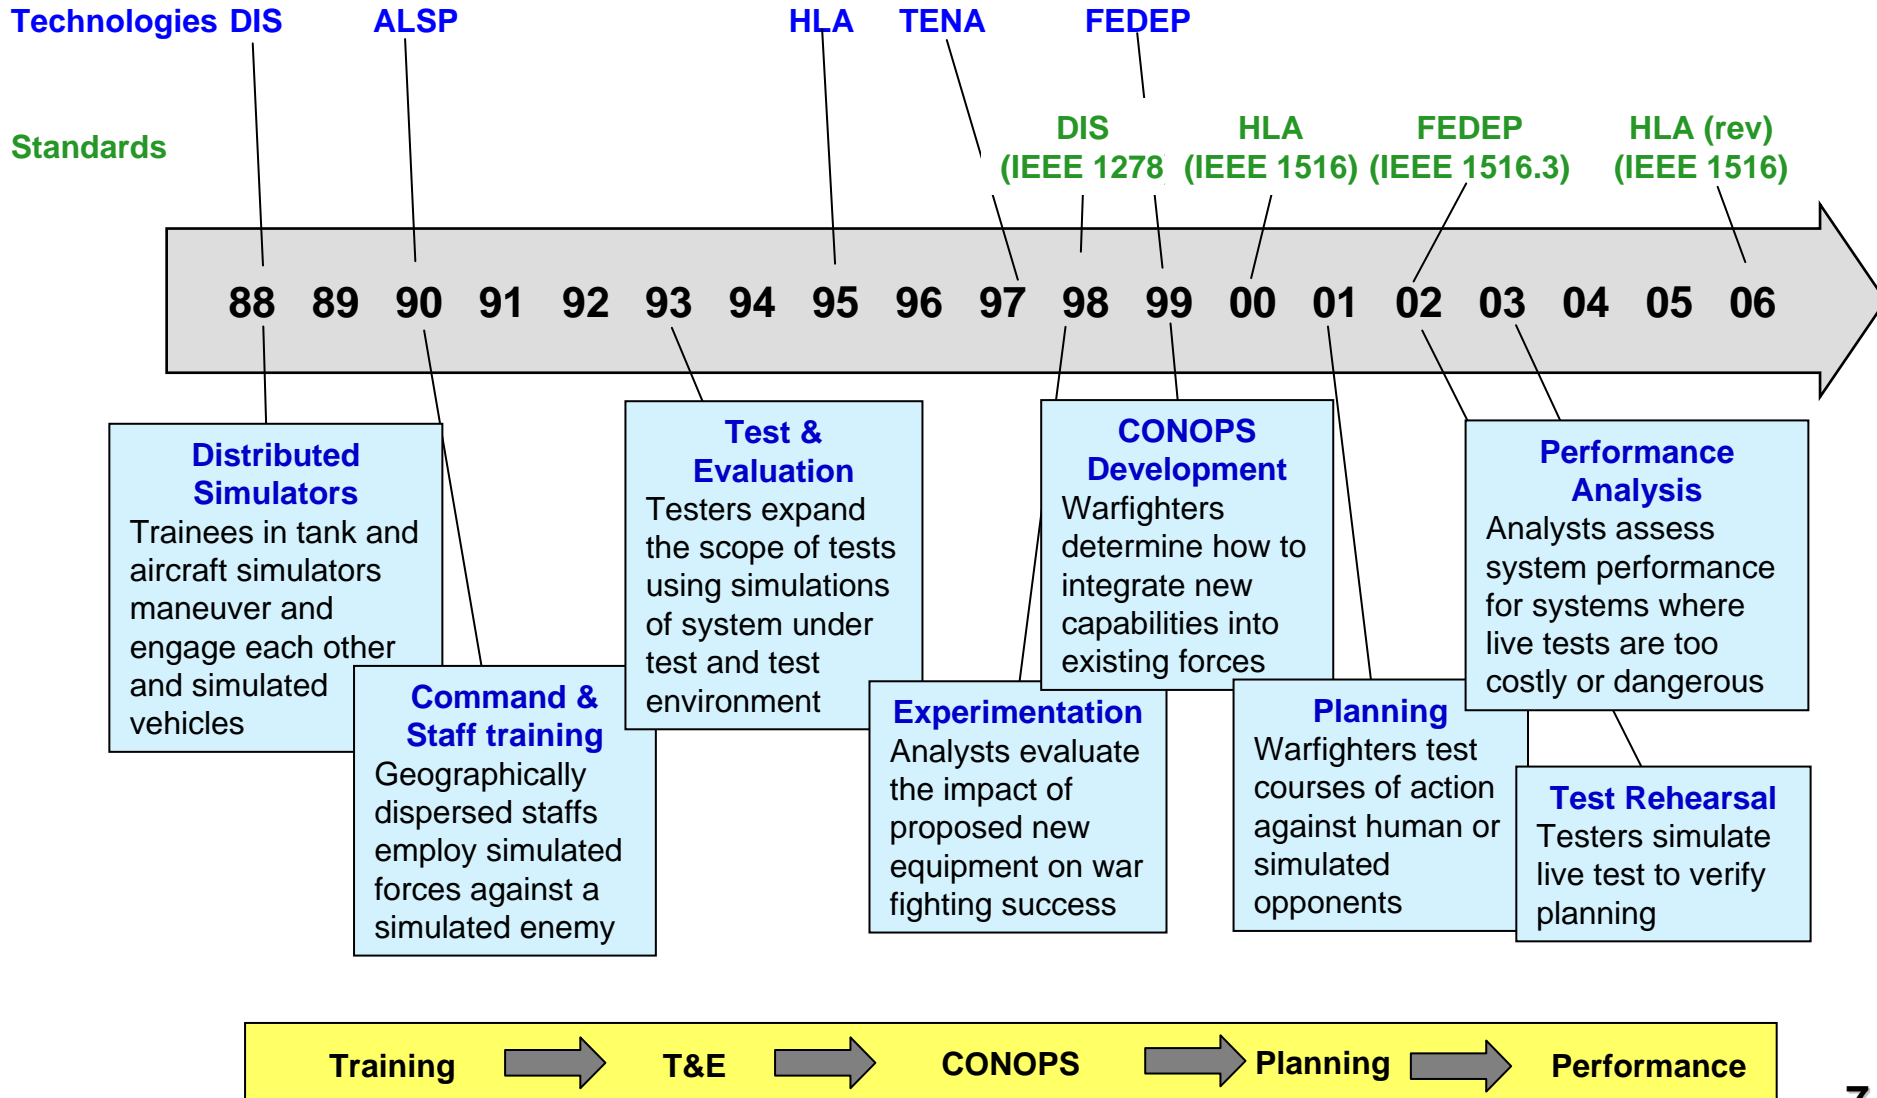 Technologies DIS ALSP HLA TENA FEDEP
Standards
DIS
(IEEE 1278
HLA
(IEEE 1516)
FEDEP
(IEEE 1516.3)
HLA (rev)
(IEEE 1516)
88 89 90 91 92 93 94 95 96 97 98 99 00 01 02 03 04 05 06
Distributed
Simulators
Trainees in tank and
aircraft simulators
maneuver and
engage each other
and simulated
vehicles
Command &
Staff training
Geographically
dispersed staffs
employ simulated
forces against a
simulated enemy
Test &
Evaluation
Testers expand
the scope of tests
using simulations
of system under
test and test
environment
Experimentation
Analysts evaluate
the impact of
proposed new
equipment on war
fighting success
CONOPS
Development
Warfighters
determine how to
integrate new
capabilities into
existing forces
Planning
Warfighters test
courses of action
against human or
simulated
opponents
Performance
Analysis
Analysts assess
system performance
for systems where
live tests are too
costly or dangerous
Test Rehearsal
Testers simulate
live test to verify
planning
Training T&E CONOPS Planning Performance